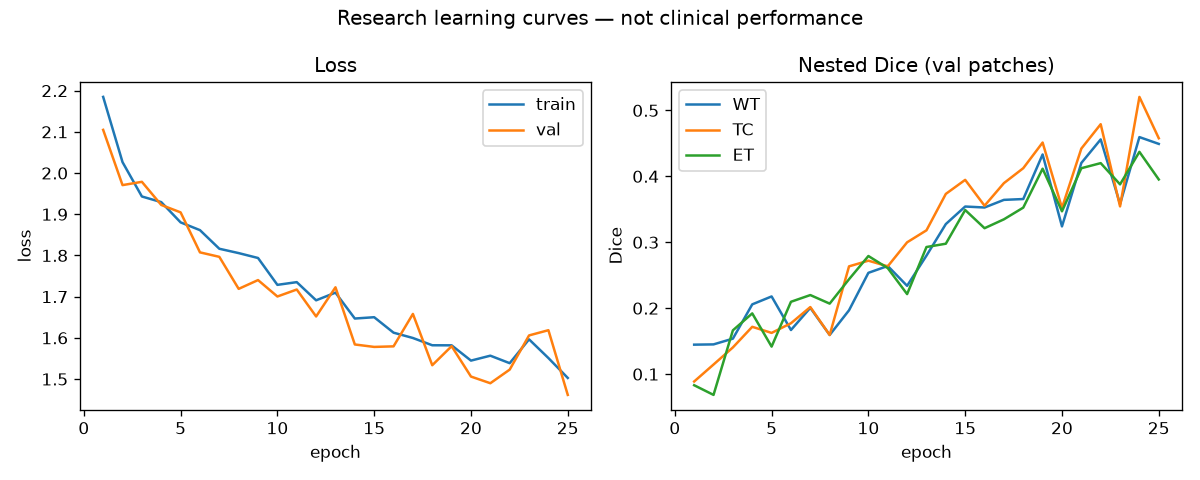 Research learning curves — not clinical performance
Loss
train
val
2.2
2.1
2.0
1.9
1.8
1.7
1.6
1.5
loss
0 5 10 15 20 25
epoch
Nested Dice (val patches)
WT
TC
ET
0.5
0.4
0.3
0.2
0.1
Dice
0 5 10 15 20 25
epoch